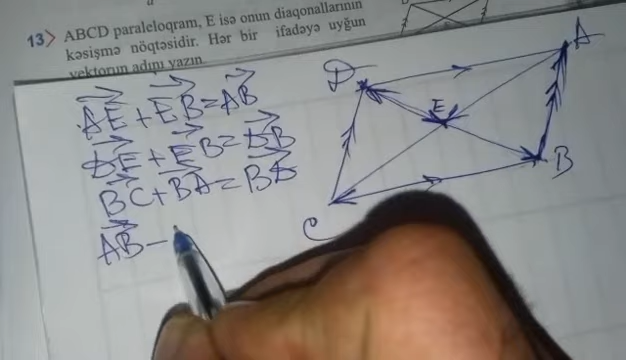 13> ABCD paraleloqram, E isə onun diaqonallarının
kəsişmə nöqtəsidir. Hər bir ifadəyə uyğun
vektorun adını yazın.
AE + EB = AB
DE + EB = DB
BC + BA = BD
AB -
D
A
E
B
C